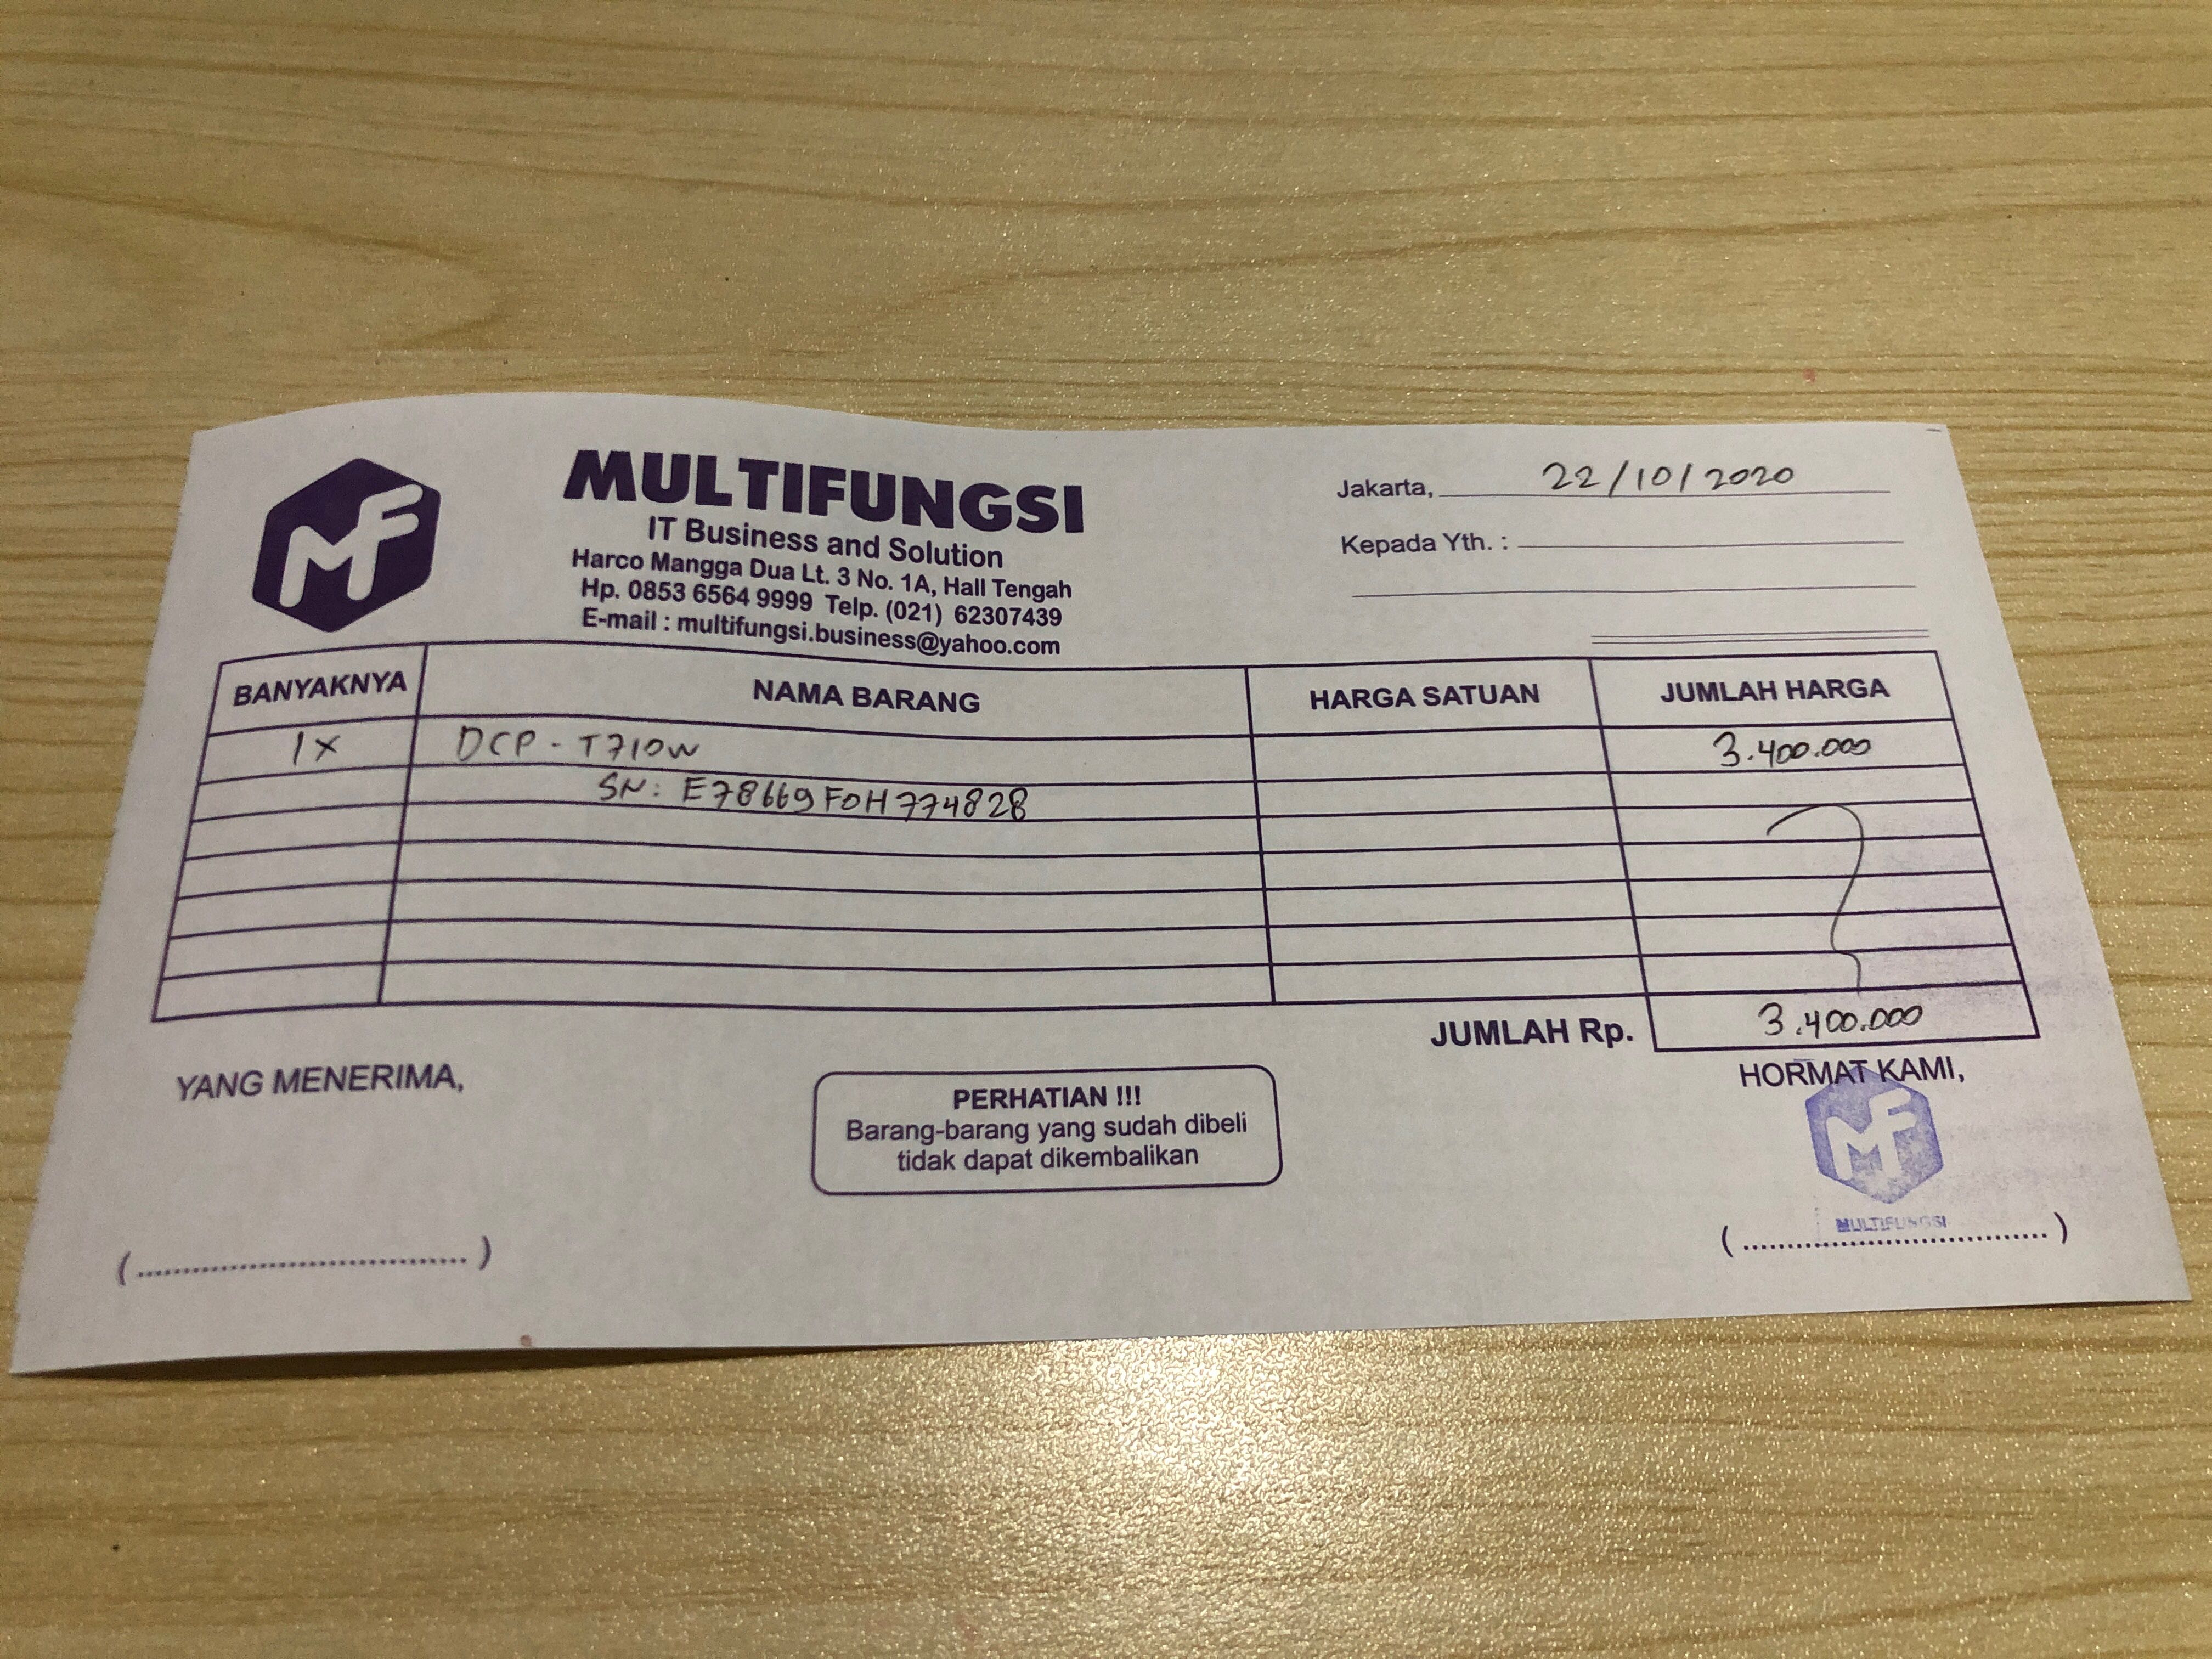 MF
MULTIFUNGSI
IT Business and Solution
Harco Mangga Dua Lt. 3 No. 1A, Hall Tengah
Hp. 0853 6564 9999 Telp. (021) 62307439
E-mail : multifungsi.business@yahoo.com
Jakarta, 22/10/2020
Kepada Yth. :
BANYAKNYA NAMA BARANG HARGA SATUAN JUMLAH HARGA
1X DCP - T710W 3.400.000
SN: E78669F0H774828
JUMLAH Rp. 3.400.000
YANG MENERIMA,
PERHATIAN !!!
Barang-barang yang sudah dibeli
tidak dapat dikembalikan
HORMAT KAMI,
MF
MULTIFUNGSI
(....................................)
(....................................)